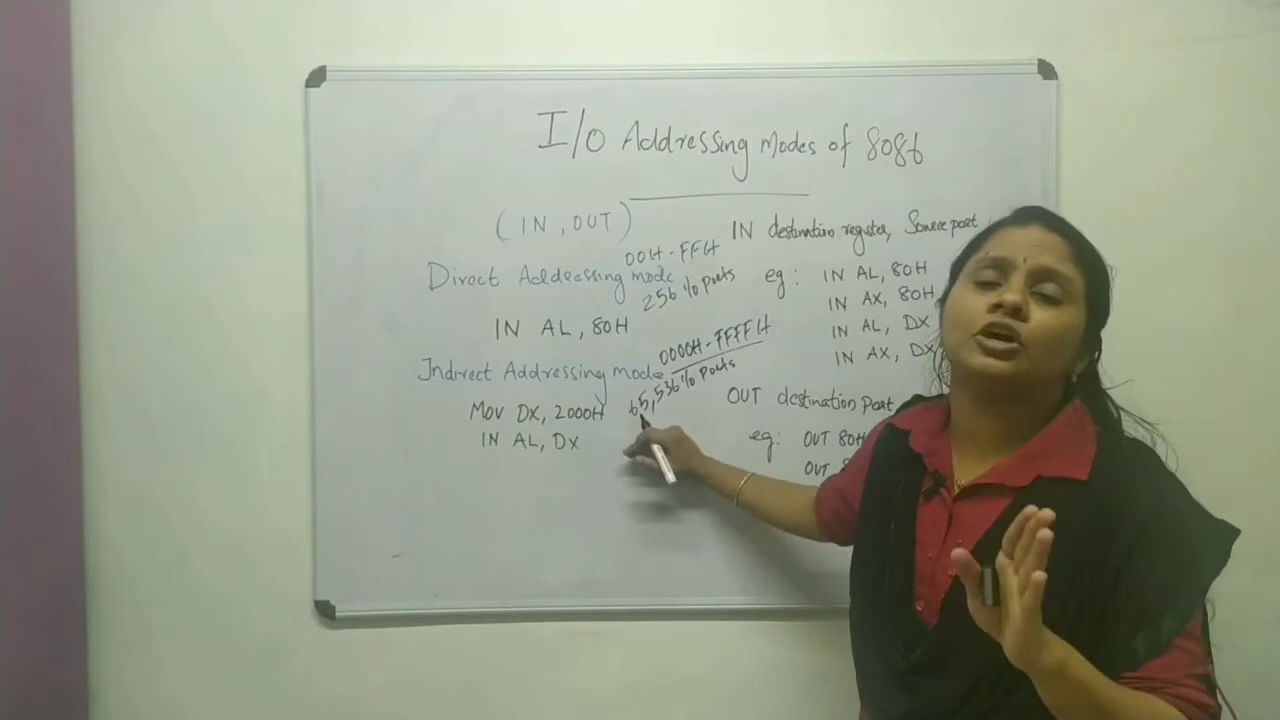 I/o Addressing modes of 8086
(IN, OUT)
IN destination register, Source port
00H - FFH
Direct Addressing mode
256 I/o ports
eg: IN AL, 80H
IN AX, 80H
IN AL, DX
IN AX, DX
IN AL, 80H
0000H - FFFFH
Indirect Addressing mode
65,536 I/o ports
MOV DX, 2000H
IN AL, DX
OUT destination port,
eg: OUT 80H
OUT 8